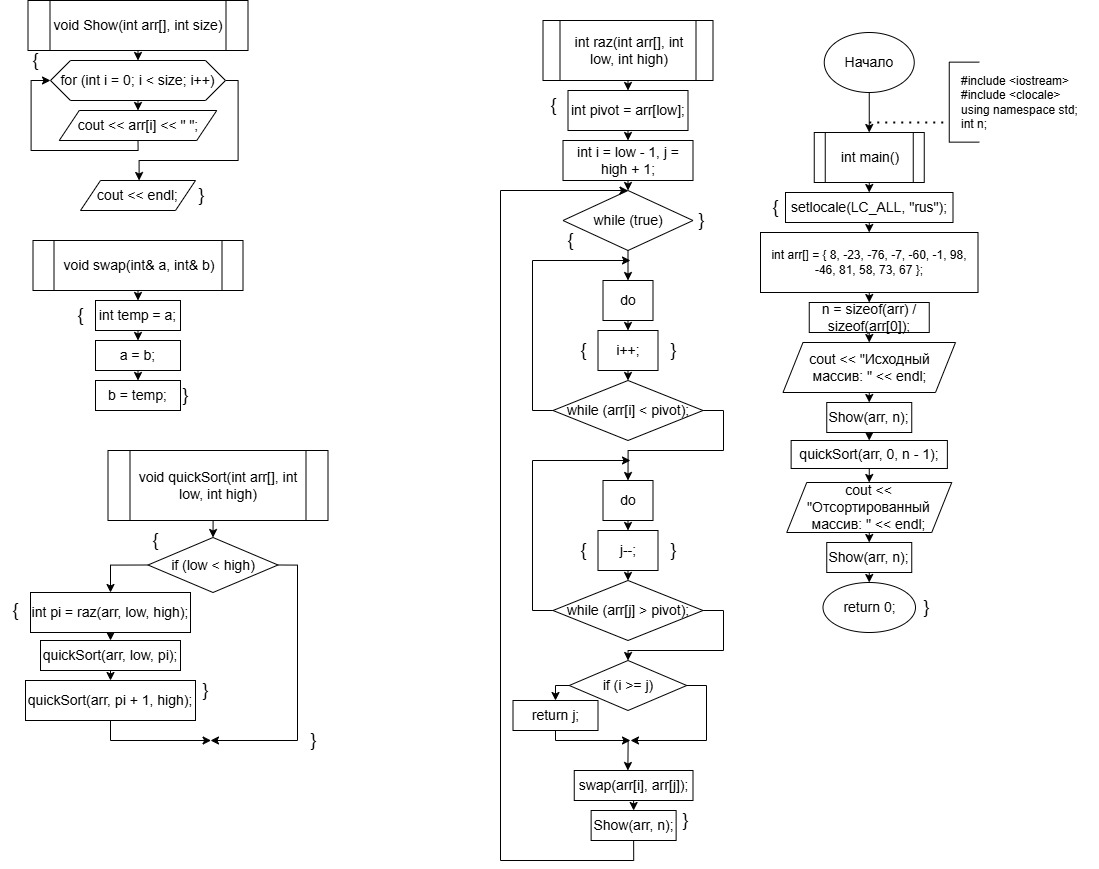 void Show(int arr[], int size)
{
for (int i = 0; i < size; i++)
cout << arr[i] << " ";
cout << endl;
}
void swap(int& a, int& b)
{
int temp = a;
a = b;
b = temp;
}
void quickSort(int arr[], int
low, int high)
{
if (low < high)
{
int pi = raz(arr, low, high);
quickSort(arr, low, pi);
quickSort(arr, pi + 1, high);
}
}
int raz(int arr[], int
low, int high)
{
int pivot = arr[low];
int i = low - 1, j =
high + 1;
while (true)
{
}
do
{
i++;
}
while (arr[i] < pivot);
do
{
j--;
}
while (arr[j] > pivot);
if (i >= j)
return j;
swap(arr[i], arr[j]);
Show(arr, n);
}
Начало
#include <iostream>
#include <clocale>
using namespace std;
int n;
int main()
{
setlocale(LC_ALL, "rus");
int arr[] = { 8, -23, -76, -7, -60, -1, 98,
-46, 81, 58, 73, 67 };
n = sizeof(arr) /
sizeof(arr[0]);
cout << "Исходный
массив: " << endl;
Show(arr, n);
quickSort(arr, 0, n - 1);
cout <<
"Отсортированный
массив: " << endl;
Show(arr, n);
return 0;
}